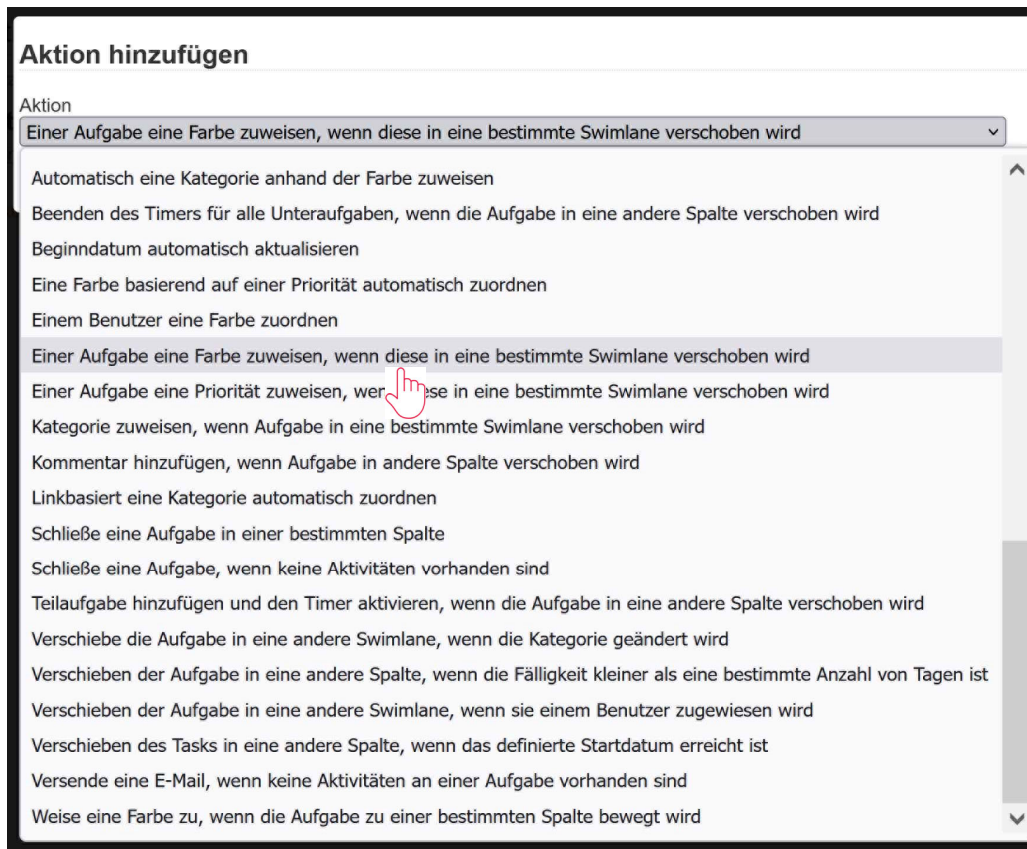 Aktion hinzufügen
Aktion
Einer Aufgabe eine Farbe zuweisen, wenn diese in eine bestimmte Swimlane verschoben wird
Automatisch eine Kategorie anhand der Farbe zuweisen
Beenden des Timers für alle Unteraufgaben, wenn die Aufgabe in eine andere Spalte verschoben wird
Beginndatum automatisch aktualisieren
Eine Farbe basierend auf einer Priorität automatisch zuordnen
Einem Benutzer eine Farbe zuordnen
Einer Aufgabe eine Farbe zuweisen, wenn diese in eine bestimmte Swimlane verschoben wird
Einer Aufgabe eine Priorität zuweisen, wenn diese in eine bestimmte Swimlane verschoben wird
Kategorie zuweisen, wenn Aufgabe in eine bestimmte Swimlane verschoben wird
Kommentar hinzufügen, wenn Aufgabe in andere Spalte verschoben wird
Linkbasiert eine Kategorie automatisch zuordnen
Schließe eine Aufgabe in einer bestimmten Spalte
Schließe eine Aufgabe, wenn keine Aktivitäten vorhanden sind
Teilaufgabe hinzufügen und den Timer aktivieren, wenn die Aufgabe in eine andere Spalte verschoben wird
Verschiebe die Aufgabe in eine andere Swimlane, wenn die Kategorie geändert wird
Verschieben der Aufgabe in eine andere Spalte, wenn die Fälligkeit kleiner als eine bestimmte Anzahl von Tagen ist
Verschieben der Aufgabe in eine andere Swimlane, wenn sie einem Benutzer zugewiesen wird
Verschieben des Tasks in eine andere Spalte, wenn das definierte Startdatum erreicht ist
Versende eine E-Mail, wenn keine Aktivitäten an einer Aufgabe vorhanden sind
Weise eine Farbe zu, wenn die Aufgabe zu einer bestimmten Spalte bewegt wird